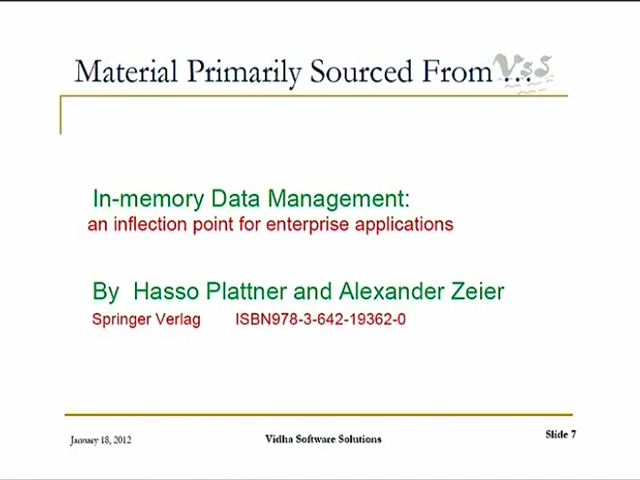 Material Primarily Sourced From ...
VSS
In-memory Data Management:
an inflection point for enterprise applications
By Hasso Plattner and Alexander Zeier
Springer Verlag ISBN978-3-642-19362-0
January 18, 2012 Vidha Software Solutions Slide 7